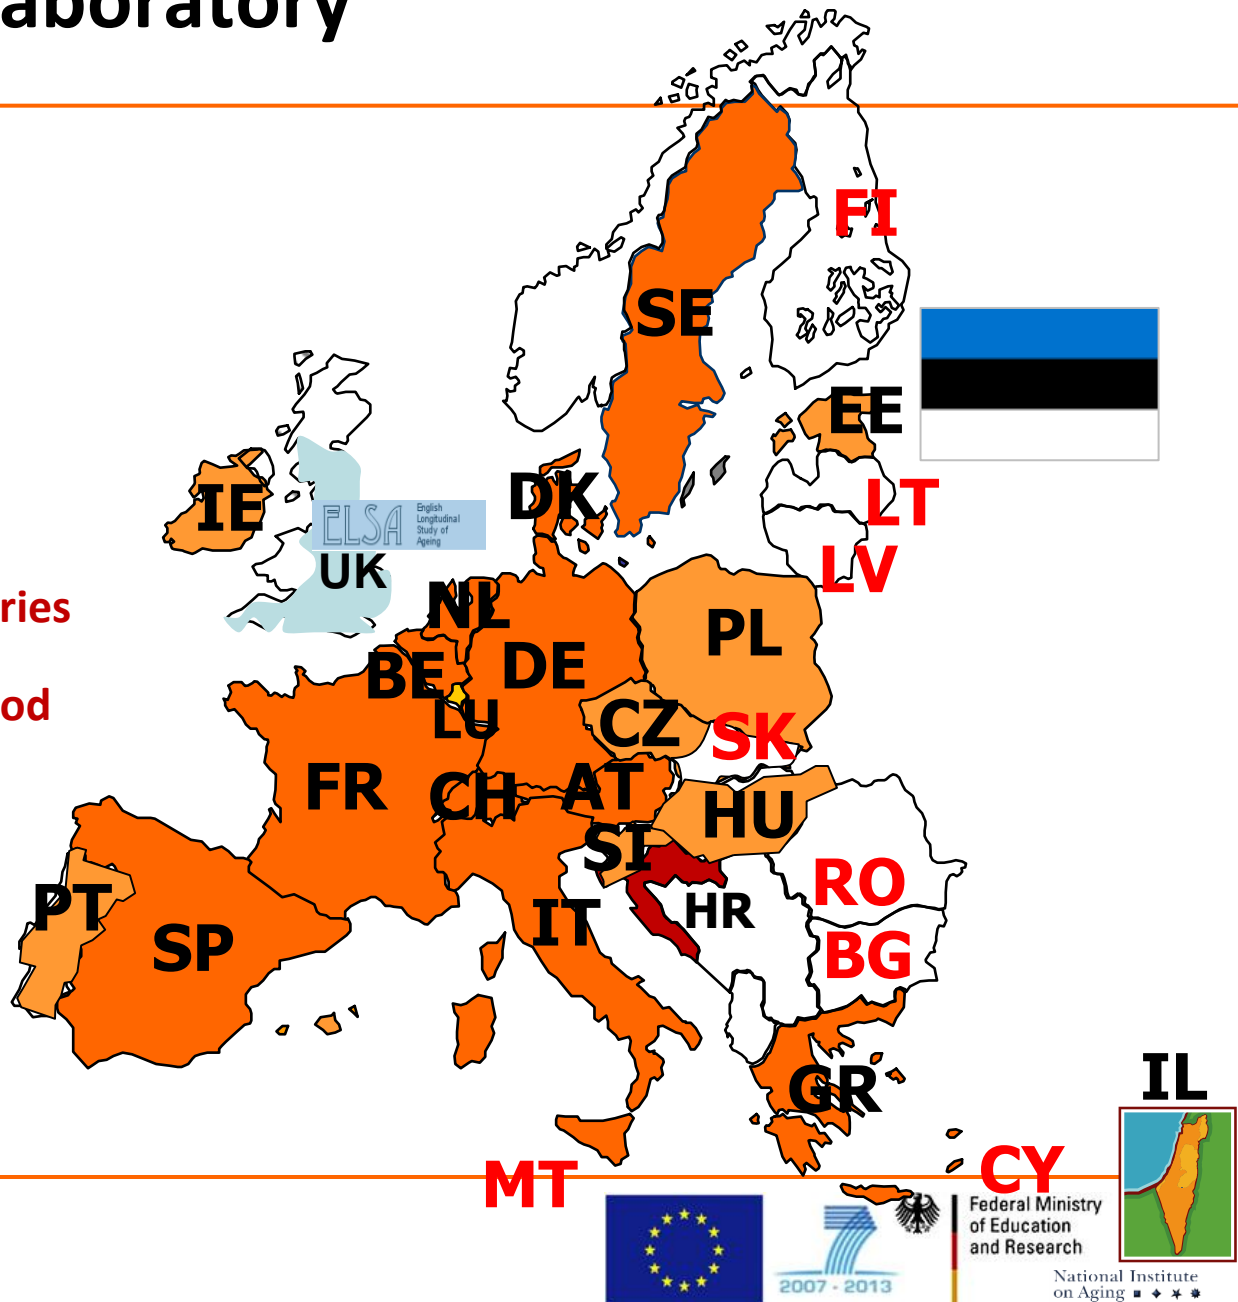 aboratory
FI
SE
EE
IE
DK
LT
ELSA
English
Longitudinal
Study of
Ageing
UK
LV
ries
NL
PL
BE
DE
od
LU
CZ
SK
FR
CH
AT
HU
SI
RO
PT
HR
SP
IT
BG
IL
GR
MT
CY
Federal Ministry
of Education
and Research
7
2007 - 2013
National Institute
on Aging